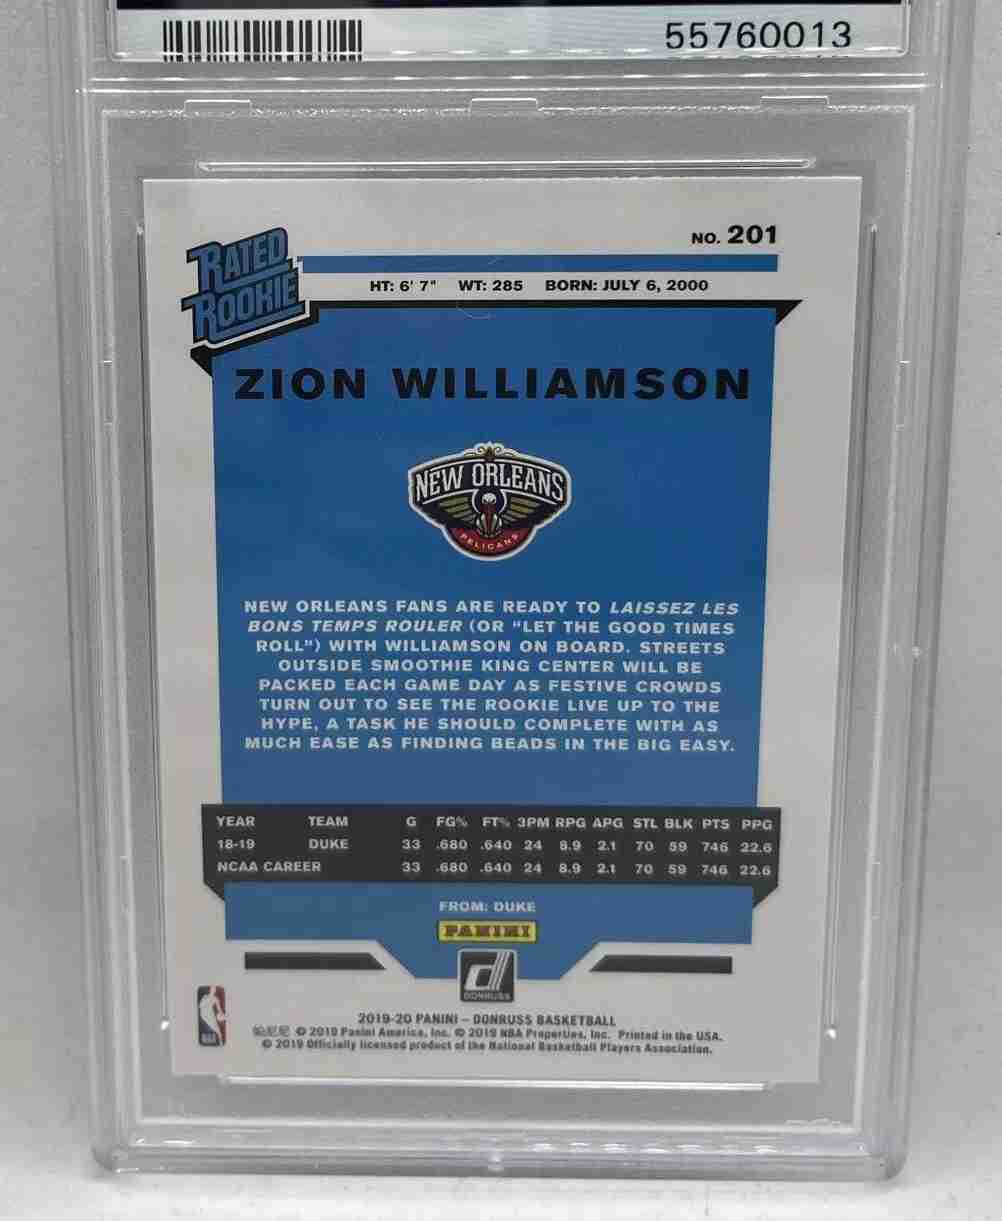 55760013
RATED
ROOKIE
NO. 201
HT: 6' 7" WT: 285 BORN: JULY 6, 2000
ZION WILLIAMSON
NEW ORLEANS
PELICANS
NEW ORLEANS FANS ARE READY TO LAISSEZ LES
BONS TEMPS ROULER (OR "LET THE GOOD TIMES
ROLL") WITH WILLIAMSON ON BOARD. STREETS
OUTSIDE SMOOTHIE KING CENTER WILL BE
PACKED EACH GAME DAY AS FESTIVE CROWDS
TURN OUT TO SEE THE ROOKIE LIVE UP TO THE
HYPE, A TASK HE SHOULD COMPLETE WITH AS
MUCH EASE AS FINDING BEADS IN THE BIG EASY.
YEAR TEAM G FG% FT% 3PM RPG APG STL BLK PTS PPG
18-19 DUKE 33 .680 .640 24 8.9 2.1 70 59 746 22.6
NCAA CAREER 33 .680 .640 24 8.9 2.1 70 59 746 22.6
FROM: DUKE
PANINI
d
DONRUSS
NBA
2019-20 PANINI – DONRUSS BASKETBALL
© 2019 Panini America, Inc. © 2019 NBA Properties, Inc. Printed in the USA.
© 2019 Officially licensed product of the National Basketball Players Association.